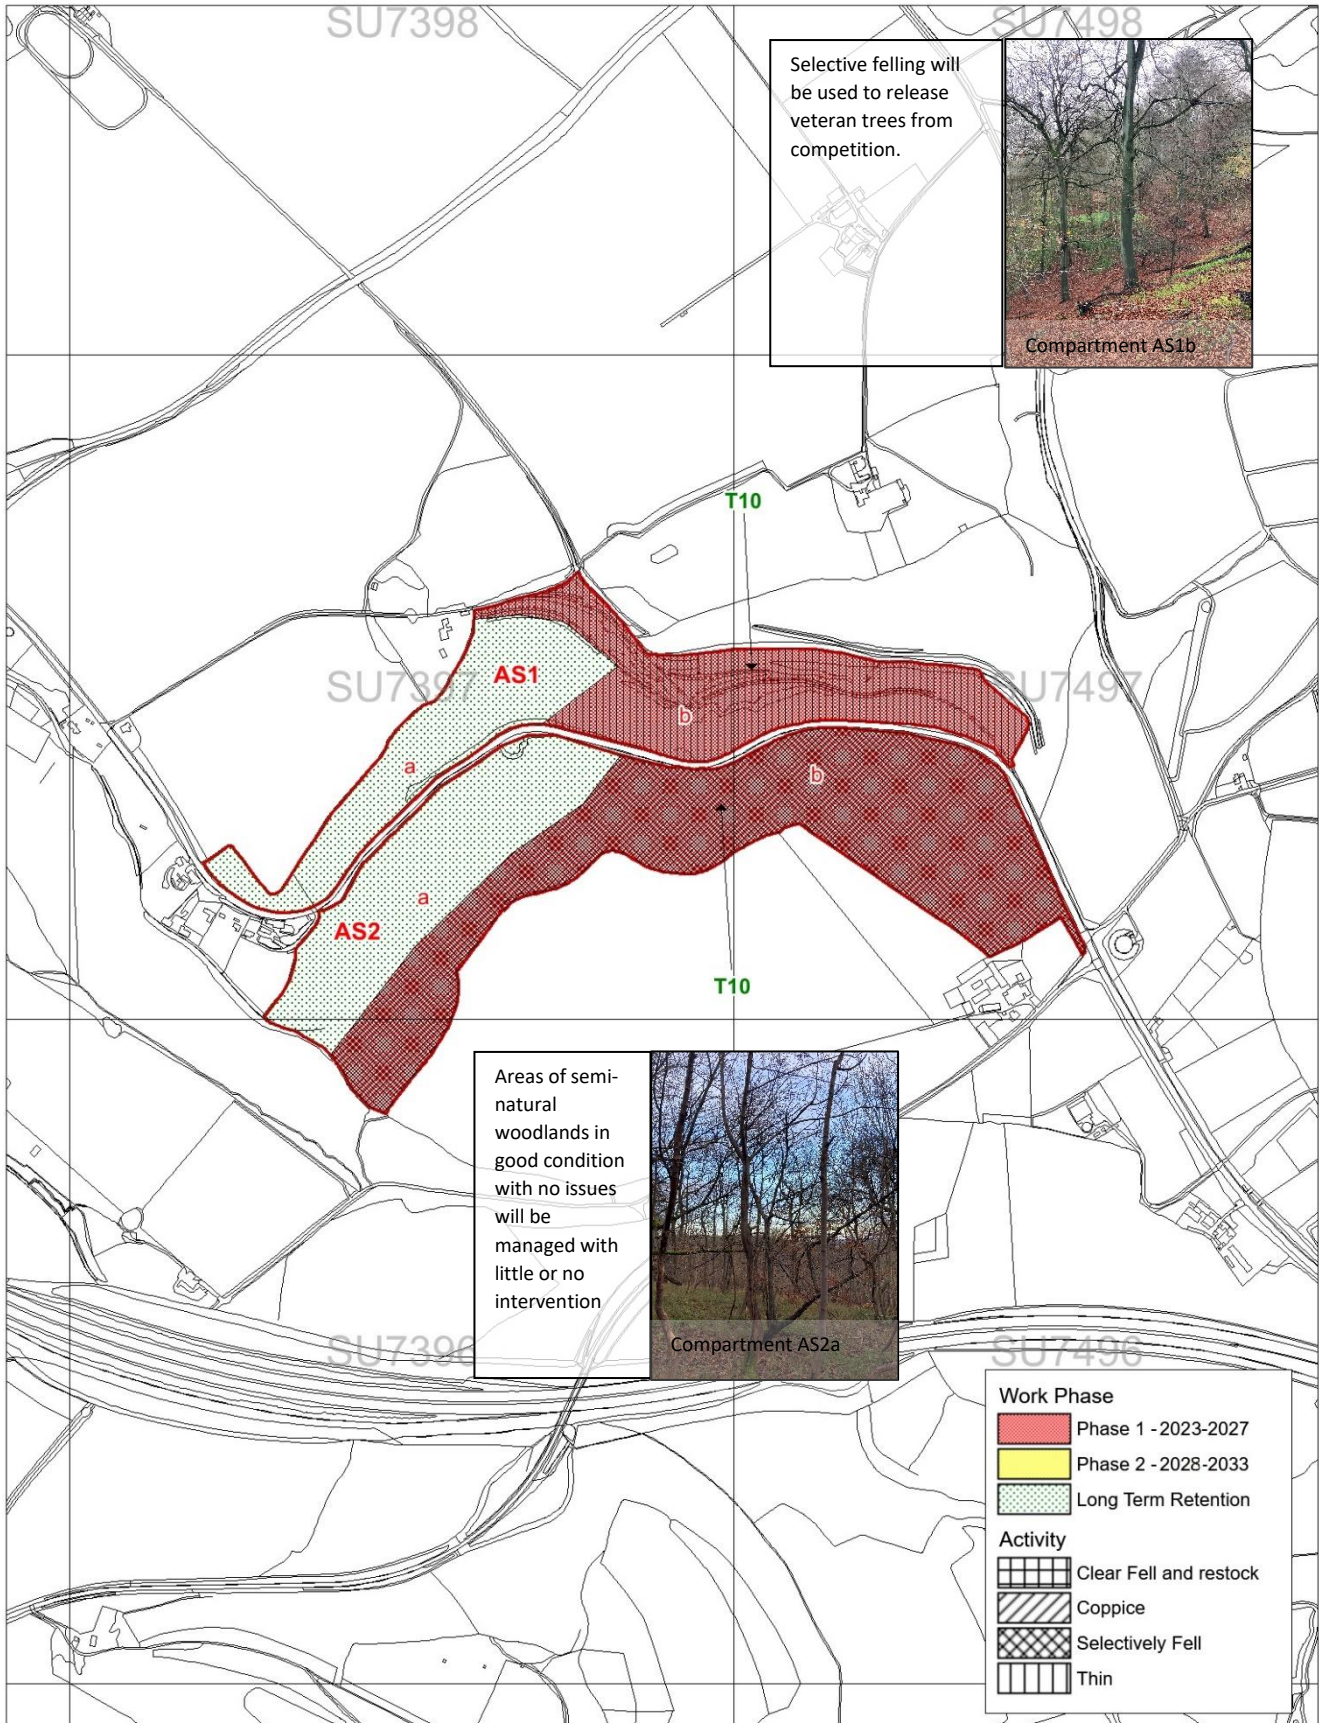 SU7398
SU7498
Selective felling will
be used to release
veteran trees from
competition.
Compartment AS1b
T10
SU7397
AS1
SU7497
b
a
b
a
AS2
T10
Areas of semi-
natural
woodlands in
good condition
with no issues
will be
managed with
little or no
intervention
Compartment AS2a
SU7396
SU7496
Work Phase
Phase 1 - 2023-2027
Phase 2 - 2028-2033
Long Term Retention
Activity
Clear Fell and restock
Coppice
Selectively Fell
Thin